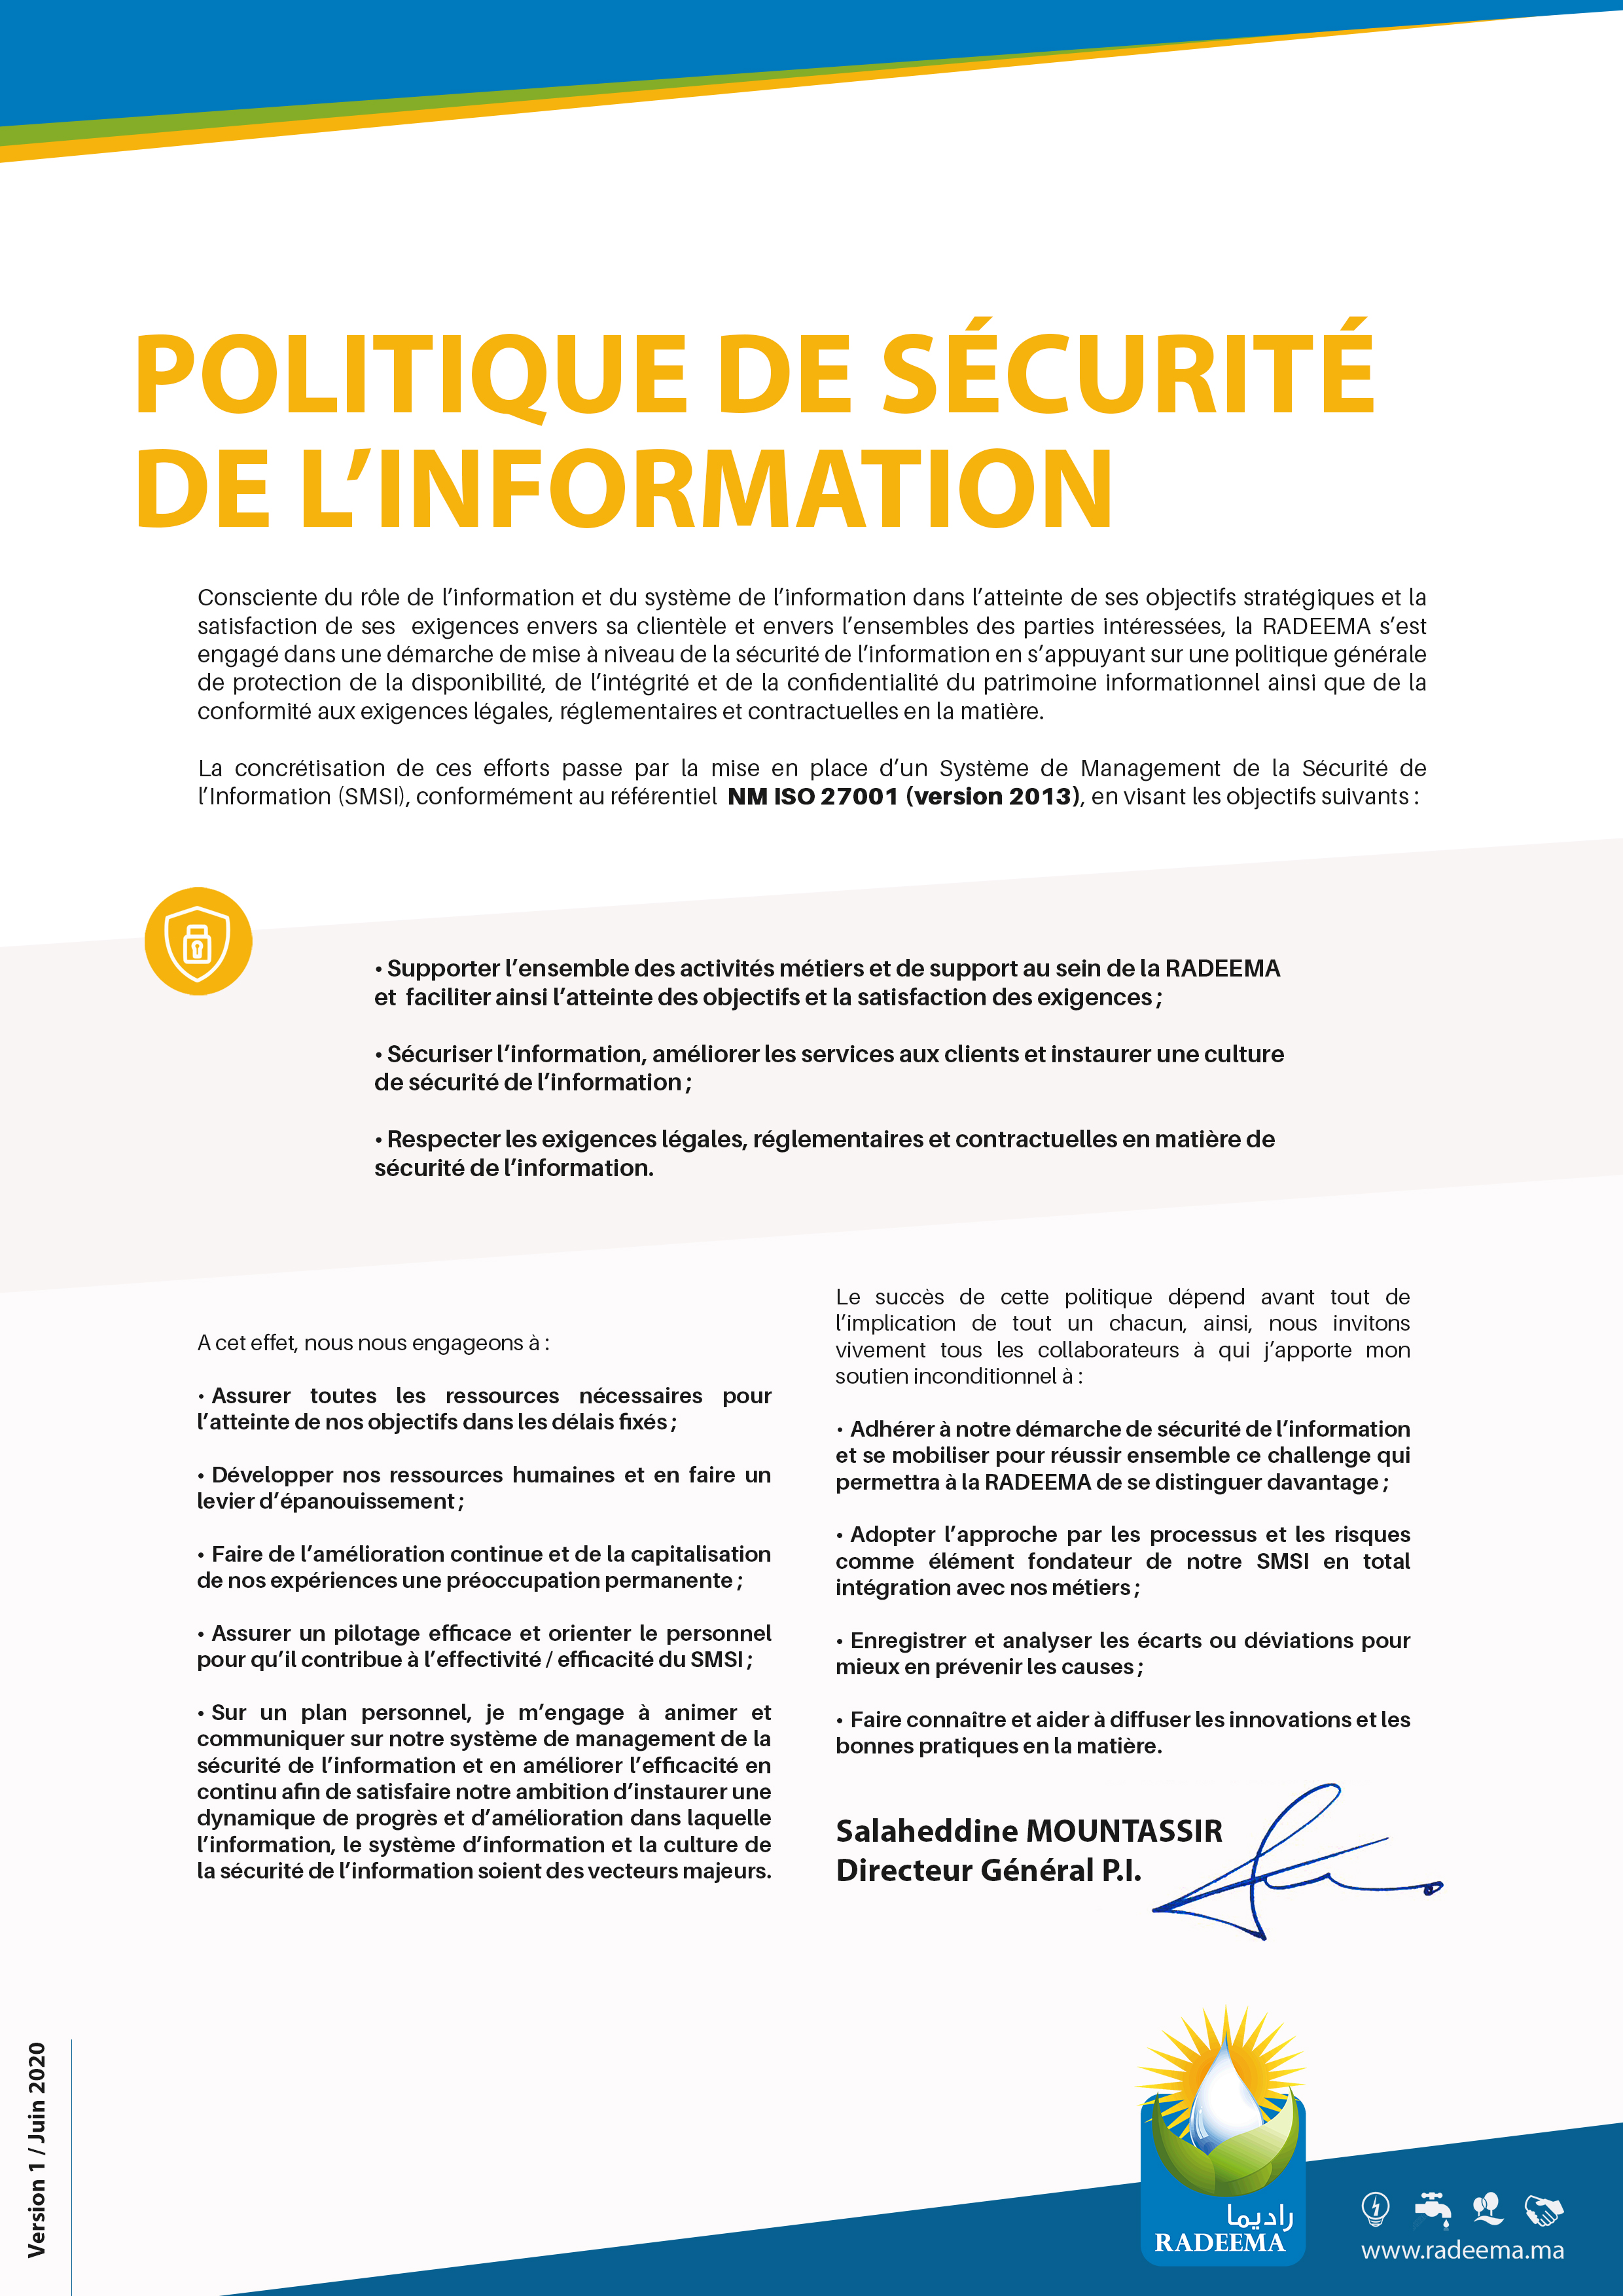 POLITIQUE DE SÉCURITÉ
DE L’INFORMATION
Consciente du rôle de l’information et du système de l’information dans l’atteinte de ses objectifs stratégiques et la
satisfaction de ses exigences envers sa clientèle et envers l’ensembles des parties intéressées, la RADEEMA s’est
engagé dans une démarche de mise à niveau de la sécurité de l’information en s’appuyant sur une politique générale
de protection de la disponibilité, de l’intégrité et de la confidentialité du patrimoine informationnel ainsi que de la
conformité aux exigences légales, réglementaires et contractuelles en la matière.
La concrétisation de ces efforts passe par la mise en place d’un Système de Management de la Sécurité de
l’Information (SMSI), conformément au référentiel NM ISO 27001 (version 2013), en visant les objectifs suivants :
• Supporter l’ensemble des activités métiers et de support au sein de la RADEEMA
et faciliter ainsi l’atteinte des objectifs et la satisfaction des exigences ;
• Sécuriser l’information, améliorer les services aux clients et instaurer une culture
de sécurité de l’information ;
• Respecter les exigences légales, réglementaires et contractuelles en matière de
sécurité de l’information.
A cet effet, nous nous engageons à :
• Assurer toutes les ressources nécessaires pour
l’atteinte de nos objectifs dans les délais fixés ;
• Développer nos ressources humaines et en faire un
levier d’épanouissement ;
• Faire de l’amélioration continue et de la capitalisation
de nos expériences une préoccupation permanente ;
• Assurer un pilotage efficace et orienter le personnel
pour qu’il contribue à l’effectivité / efficacité du SMSI ;
• Sur un plan personnel, je m’engage à animer et
communiquer sur notre système de management de la
sécurité de l’information et en améliorer l’efficacité en
continu afin de satisfaire notre ambition d’instaurer une
dynamique de progrès et d’amélioration dans laquelle
l’information, le système d’information et la culture de
la sécurité de l’information soient des vecteurs majeurs.
Le succès de cette politique dépend avant tout de
l’implication de tout un chacun, ainsi, nous invitons
vivement tous les collaborateurs à qui j’apporte mon
soutien inconditionnel à :
• Adhérer à notre démarche de sécurité de l’information
et se mobiliser pour réussir ensemble ce challenge qui
permettra à la RADEEMA de se distinguer davantage ;
• Adopter l’approche par les processus et les risques
comme élément fondateur de notre SMSI en total
intégration avec nos métiers ;
• Enregistrer et analyser les écarts ou déviations pour
mieux en prévenir les causes ;
• Faire connaître et aider à diffuser les innovations et les
bonnes pratiques en la matière.
Salaheddine MOUNTASSIR
Directeur Général P.I.
Version 1 / Juin 2020
راديما
RADEEMA
www.radeema.ma